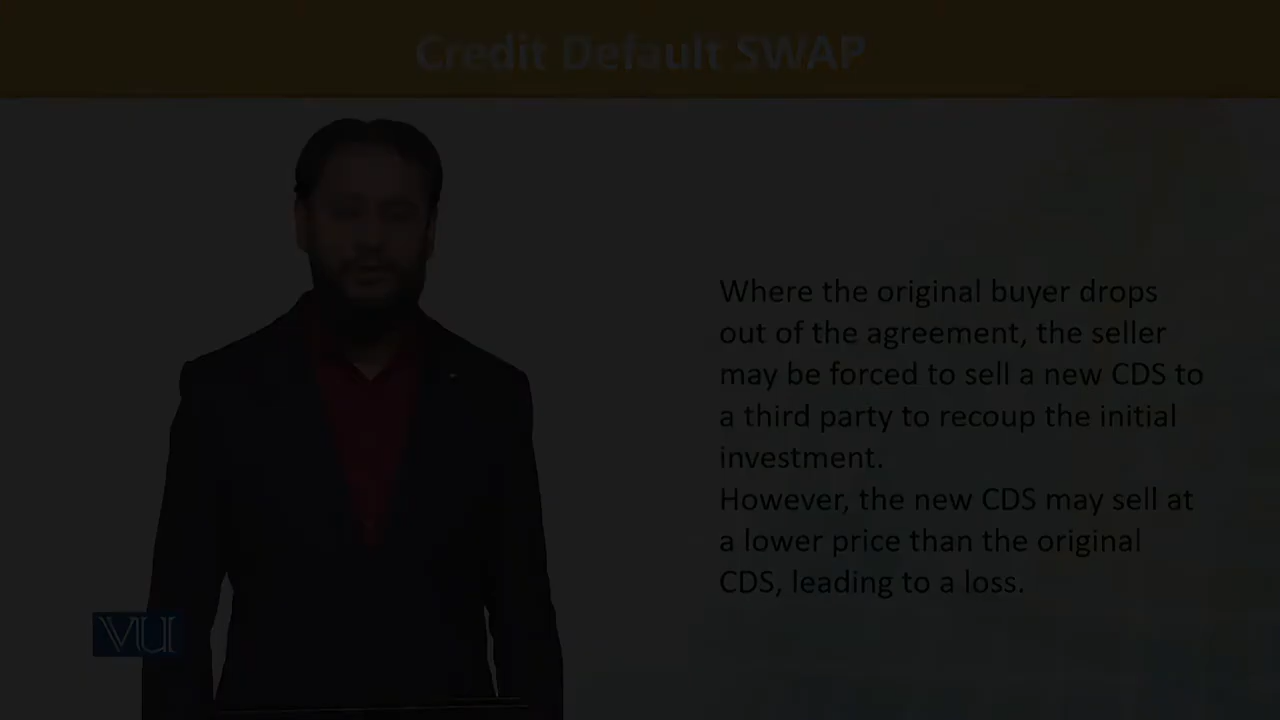 Credit Default SWAP
Where the original buyer drops
out of the agreement, the seller
may be forced to sell a new CDS to
a third party to recoup the initial
investment.
However, the new CDS may sell at
a lower price than the original
CDS, leading to a loss.
VU